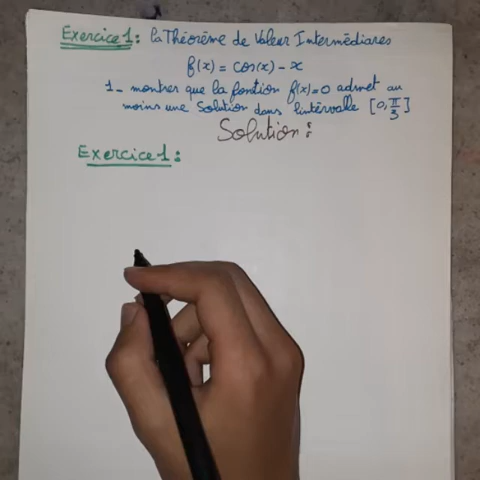 Exercice 1: la Théorème de Valeur Intermédiares
f(x) = cos(x) - x
1- montrer que la fonction f(x)=0 admet au
moins une Solution dans l'intervalle [0, π/3]
Solution:
Exercice 1: